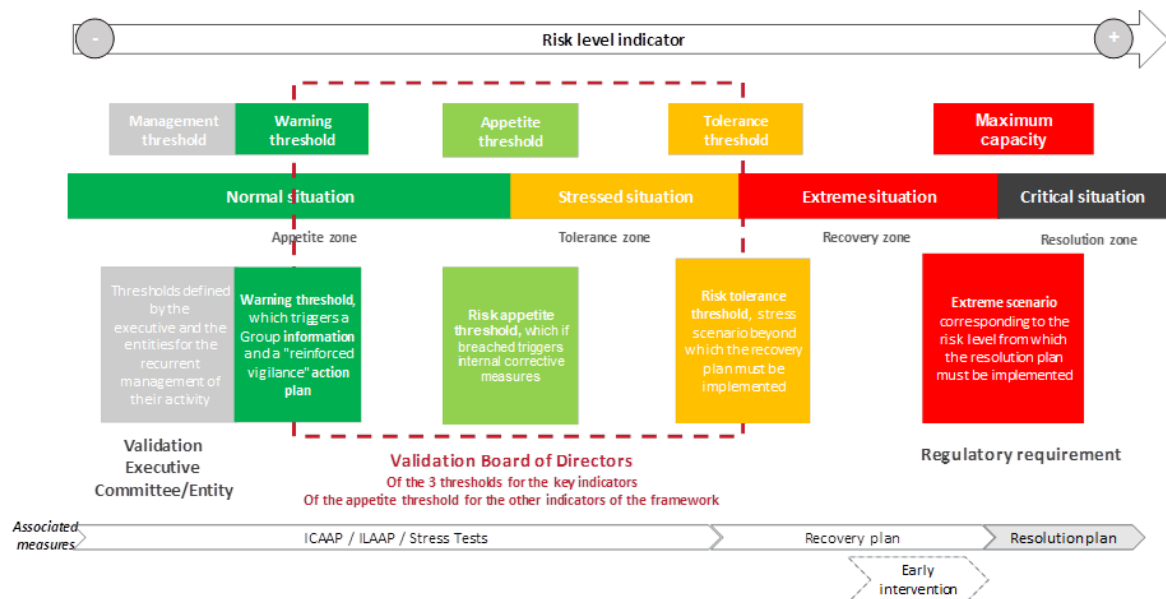 -
Risk level indicator
+
Management
threshold
Warning
threshold
Appetite
threshold
Tolerance
threshold
Maximum
capacity
Normal situation
Stressed situation
Extreme situation
Critical situation
Appetite zone
Tolerance zone
Recovery zone
Resolution zone
Thresholds defined
by the
executive and the
entities for the
recurrent
management of
their activity
Warning threshold,
which triggers a
Group information
and a "reinforced
vigilance" action
plan
Risk appetite
threshold, which if
breached triggers
internal corrective
measures
Risk tolerance
threshold, stress
scenario beyond
which the recovery
plan must be
implemented
Extreme scenario
corresponding to the
risk level from which
the resolution plan
must be implemented
Validation
Executive
Committee/Entity
Validation Board of Directors
Of the 3 thresholds for the key indicators
Of the appetite threshold for the other indicators of the framework
Regulatory requirement
Associated
measures
ICAAP / ILAAP / Stress Tests
Recovery plan
Resolution plan
Early
intervention